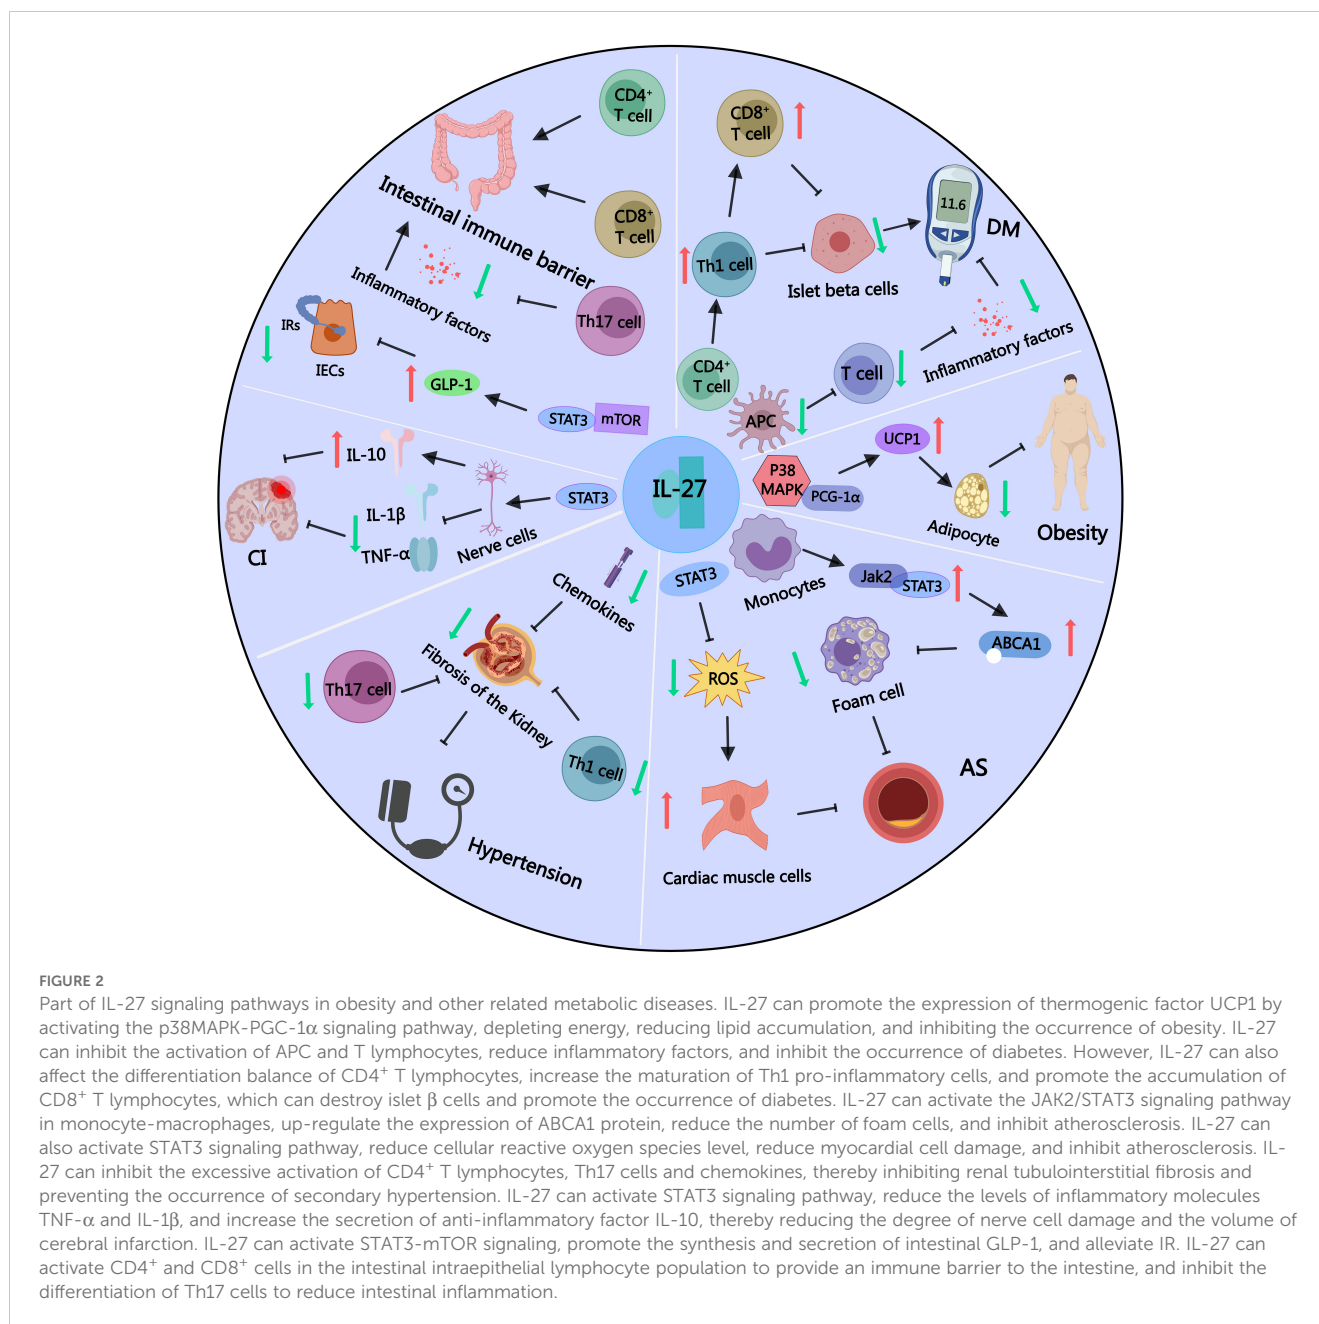 CD4⁺
T cell
CD8⁺
T cell
Intestinal immune barrier
Inflammatory factors
Th17 cell
IRs
IECs
GLP-1
STAT3
mTOR
CD8⁺
T cell
Th1 cell
CD4⁺
T cell
Islet beta cells
11.6
DM
Inflammatory factors
T cell
APC
P38
MAPK
PCG-1α
UCP1
Adipocyte
Obesity
IL-27
IL-10
IL-1β
TNF-α
CI
Nerve cells
STAT3
Chemokines
Fibrosis of the Kidney
Th17 cell
Th1 cell
Hypertension
STAT3
ROS
Cardiac muscle cells
Monocytes
Jak2
STAT3
ABCA1
Foam cell
AS
FIGURE 2
Part of IL-27 signaling pathways in obesity and other related metabolic diseases. IL-27 can promote the expression of thermogenic factor UCP1 by
activating the p38MAPK-PGC-1α signaling pathway, depleting energy, reducing lipid accumulation, and inhibiting the occurrence of obesity. IL-27
can inhibit the activation of APC and T lymphocytes, reduce inflammatory factors, and inhibit the occurrence of diabetes. However, IL-27 can also
affect the differentiation balance of CD4⁺ T lymphocytes, increase the maturation of Th1 pro-inflammatory cells, and promote the accumulation of
CD8⁺ T lymphocytes, which can destroy islet β cells and promote the occurrence of diabetes. IL-27 can activate the JAK2/STAT3 signaling pathway
in monocyte-macrophages, up-regulate the expression of ABCA1 protein, reduce the number of foam cells, and inhibit atherosclerosis. IL-27 can
also activate STAT3 signaling pathway, reduce cellular reactive oxygen species level, reduce myocardial cell damage, and inhibit atherosclerosis. IL-
27 can inhibit the excessive activation of CD4⁺ T lymphocytes, Th17 cells and chemokines, thereby inhibiting renal tubulointerstitial fibrosis and
preventing the occurrence of secondary hypertension. IL-27 can activate STAT3 signaling pathway, reduce the levels of inflammatory molecules
TNF-α and IL-1β, and increase the secretion of anti-inflammatory factor IL-10, thereby reducing the degree of nerve cell damage and the volume of
cerebral infarction. IL-27 can activate STAT3-mTOR signaling, promote the synthesis and secretion of intestinal GLP-1, and alleviate IR. IL-27 can
activate CD4⁺ and CD8⁺ cells in the intestinal intraepithelial lymphocyte population to provide an immune barrier to the intestine, and inhibit the
differentiation of Th17 cells to reduce intestinal inflammation.